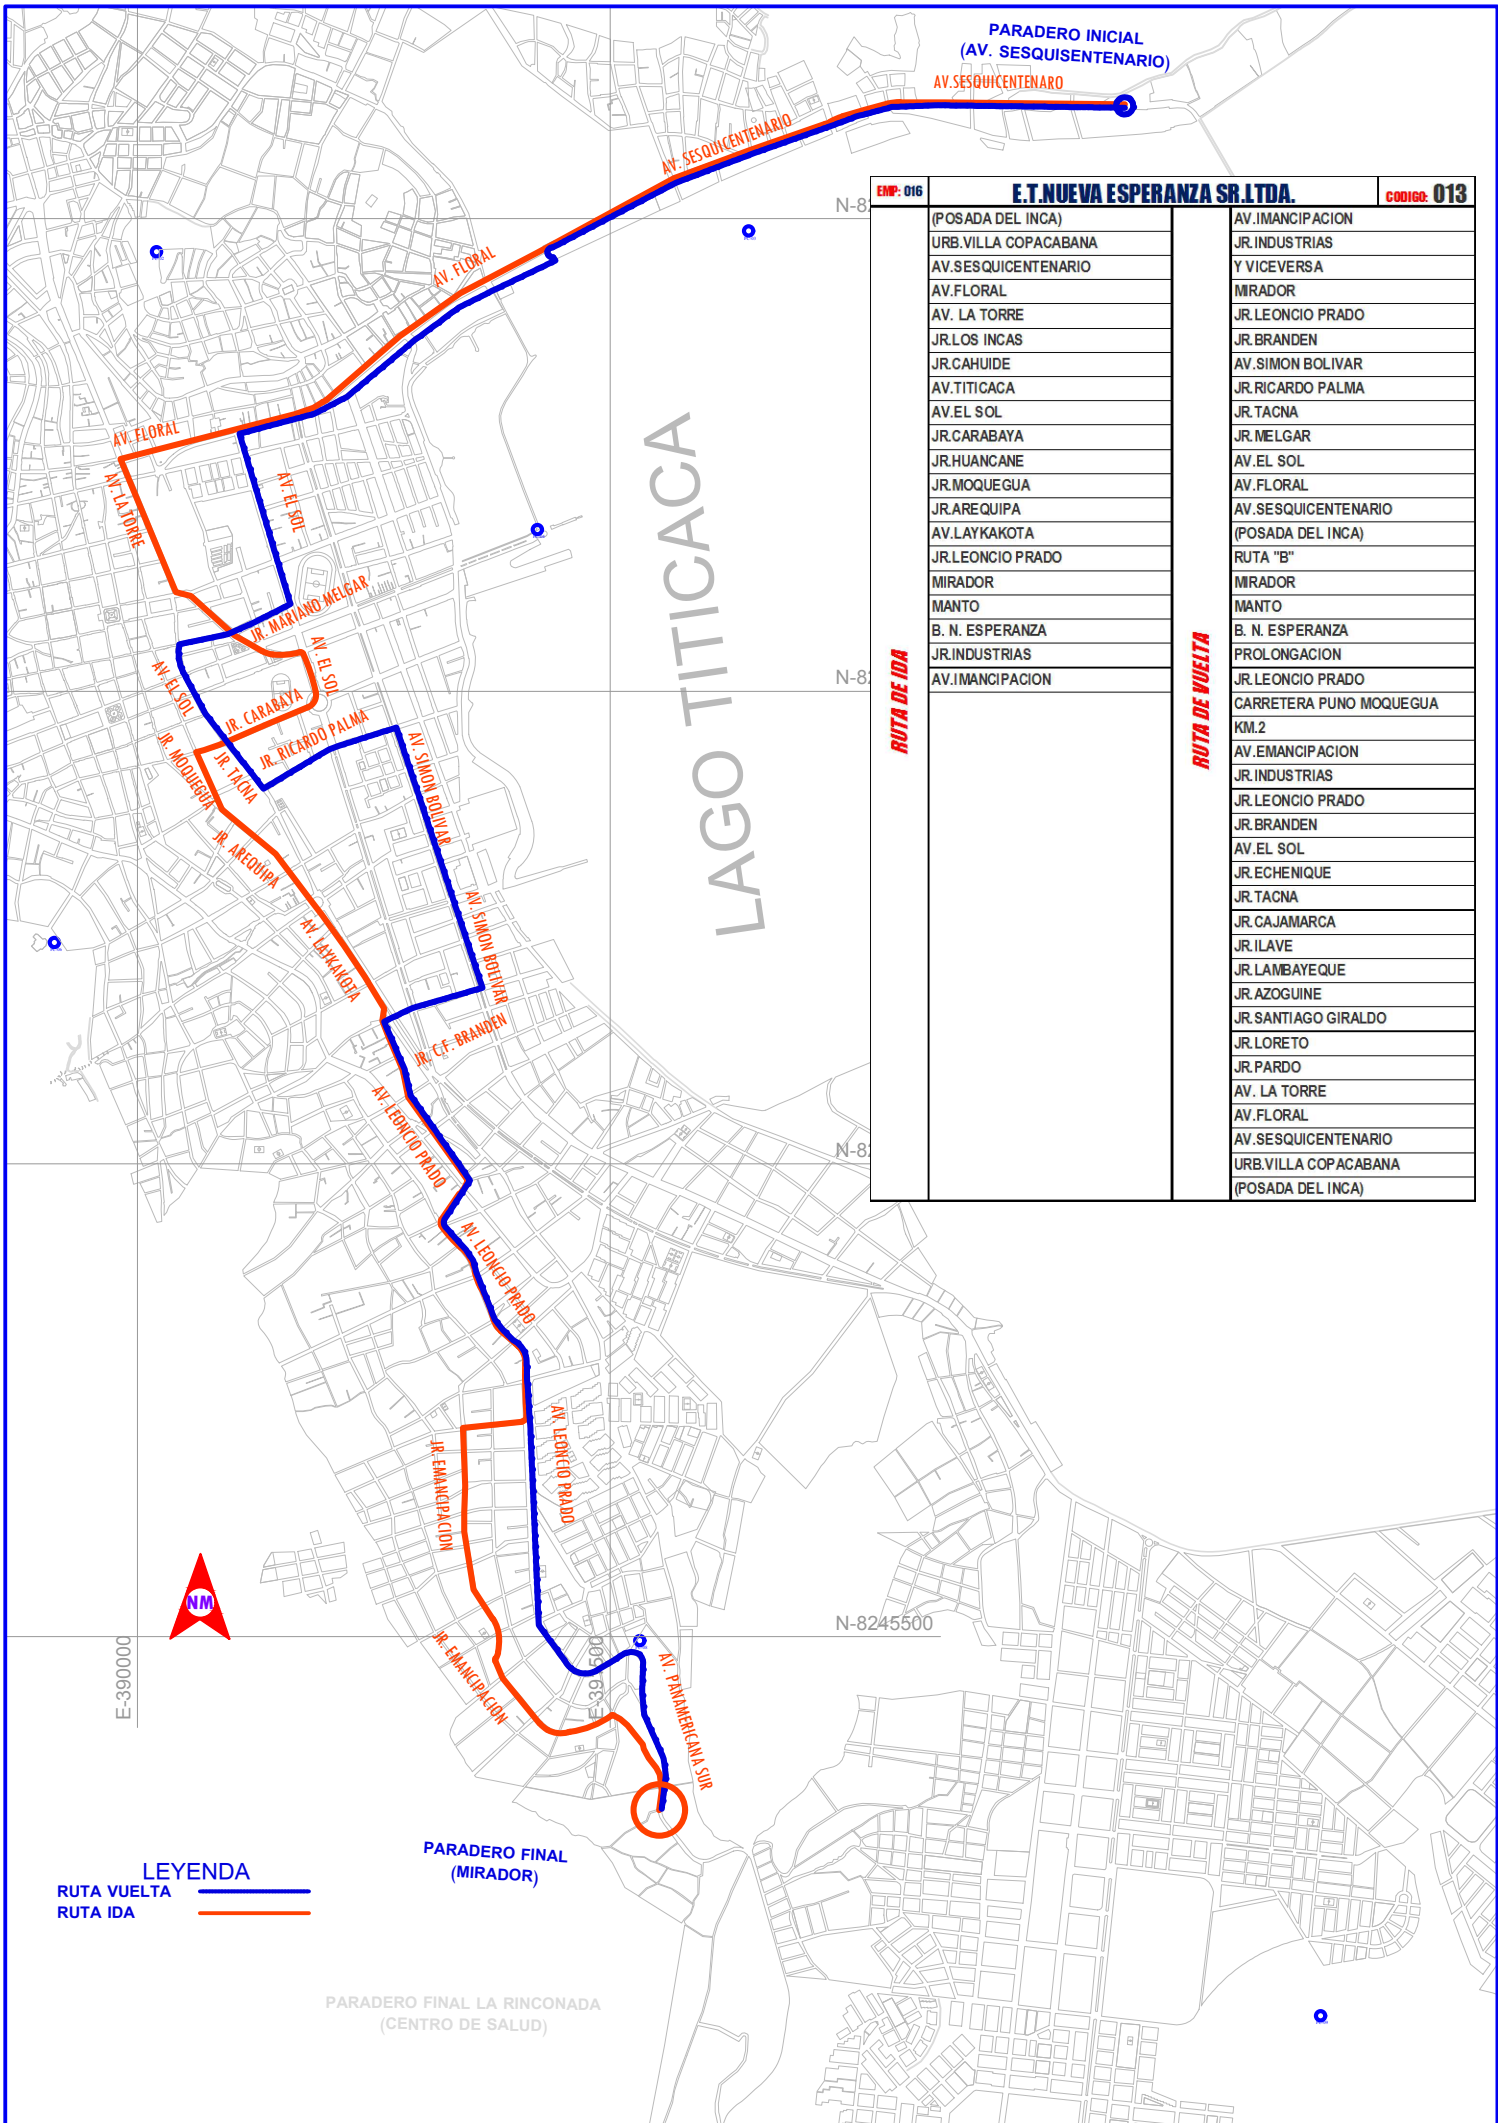 PARADERO INICIAL
(AV. SESQUISENTENARIO)
AV.SESQUICENTENARO
AV. SESQUICENTENARIO
AV. FLORAL
AV. FLORAL
AV. LA TORRE
AV. EL SOL
JR. MARIANO MELGAR
AV. EL SOL
AV. EL SOL
JR. CARABAYA
JR. RICARDO PALMA
JR. MOQUEGUA
JR. TACNA
AV. SIMON BOLIVAR
JR. AREQUIPA
AV. SIMON BOLIVAR
AV. LAYKAKOTA
JR. C.F. BRANDEN
AV. LEONCIO PRADO
AV. LEONCIO PRADO
AV. LEONCIO PRADO
JR. EMANCIPACION
JR. EMANCIPACION
AV. PANAMERICANA SUR
LAGO TITICACA
EMP: 016
E.T.NUEVA ESPERANZA SR.LTDA.
CODIGO: 013
RUTA DE IDA
(POSADA DEL INCA)
URB.VILLA COPACABANA
AV.SESQUICENTENARIO
AV.FLORAL
AV. LA TORRE
JR.LOS INCAS
JR.CAHUIDE
AV.TITICACA
AV.EL SOL
JR.CARABAYA
JR.HUANCANE
JR.MOQUEGUA
JR.AREQUIPA
AV.LAYKAKOTA
JR.LEONCIO PRADO
MIRADOR
MANTO
B. N. ESPERANZA
JR.INDUSTRIAS
AV.IMANCIPACION
RUTA DE VUELTA
AV.IMANCIPACION
JR.INDUSTRIAS
Y VICEVERSA
MIRADOR
JR.LEONCIO PRADO
JR.BRANDEN
AV.SIMON BOLIVAR
JR.RICARDO PALMA
JR.TACNA
JR.MELGAR
AV.EL SOL
AV.FLORAL
AV.SESQUICENTENARIO
(POSADA DEL INCA)
RUTA "B"
MIRADOR
MANTO
B. N. ESPERANZA
PROLONGACION
JR.LEONCIO PRADO
CARRETERA PUNO MOQUEGUA
KM.2
AV.EMANCIPACION
JR.INDUSTRIAS
JR.LEONCIO PRADO
JR.BRANDEN
AV.EL SOL
JR.ECHENIQUE
JR.TACNA
JR.CAJAMARCA
JR.ILAVE
JR.LAMBAYEQUE
JR.AZOGUINE
JR.SANTIAGO GIRALDO
JR.LORETO
JR.PARDO
AV. LA TORRE
AV.FLORAL
AV.SESQUICENTENARIO
URB.VILLA COPACABANA
(POSADA DEL INCA)
N-82
N-82
N-82
N-8245500
E-390000
E-391500
NM
PARADERO FINAL
(MIRADOR)
LEYENDA
RUTA VUELTA
RUTA IDA
PARADERO FINAL LA RINCONADA
(CENTRO DE SALUD)